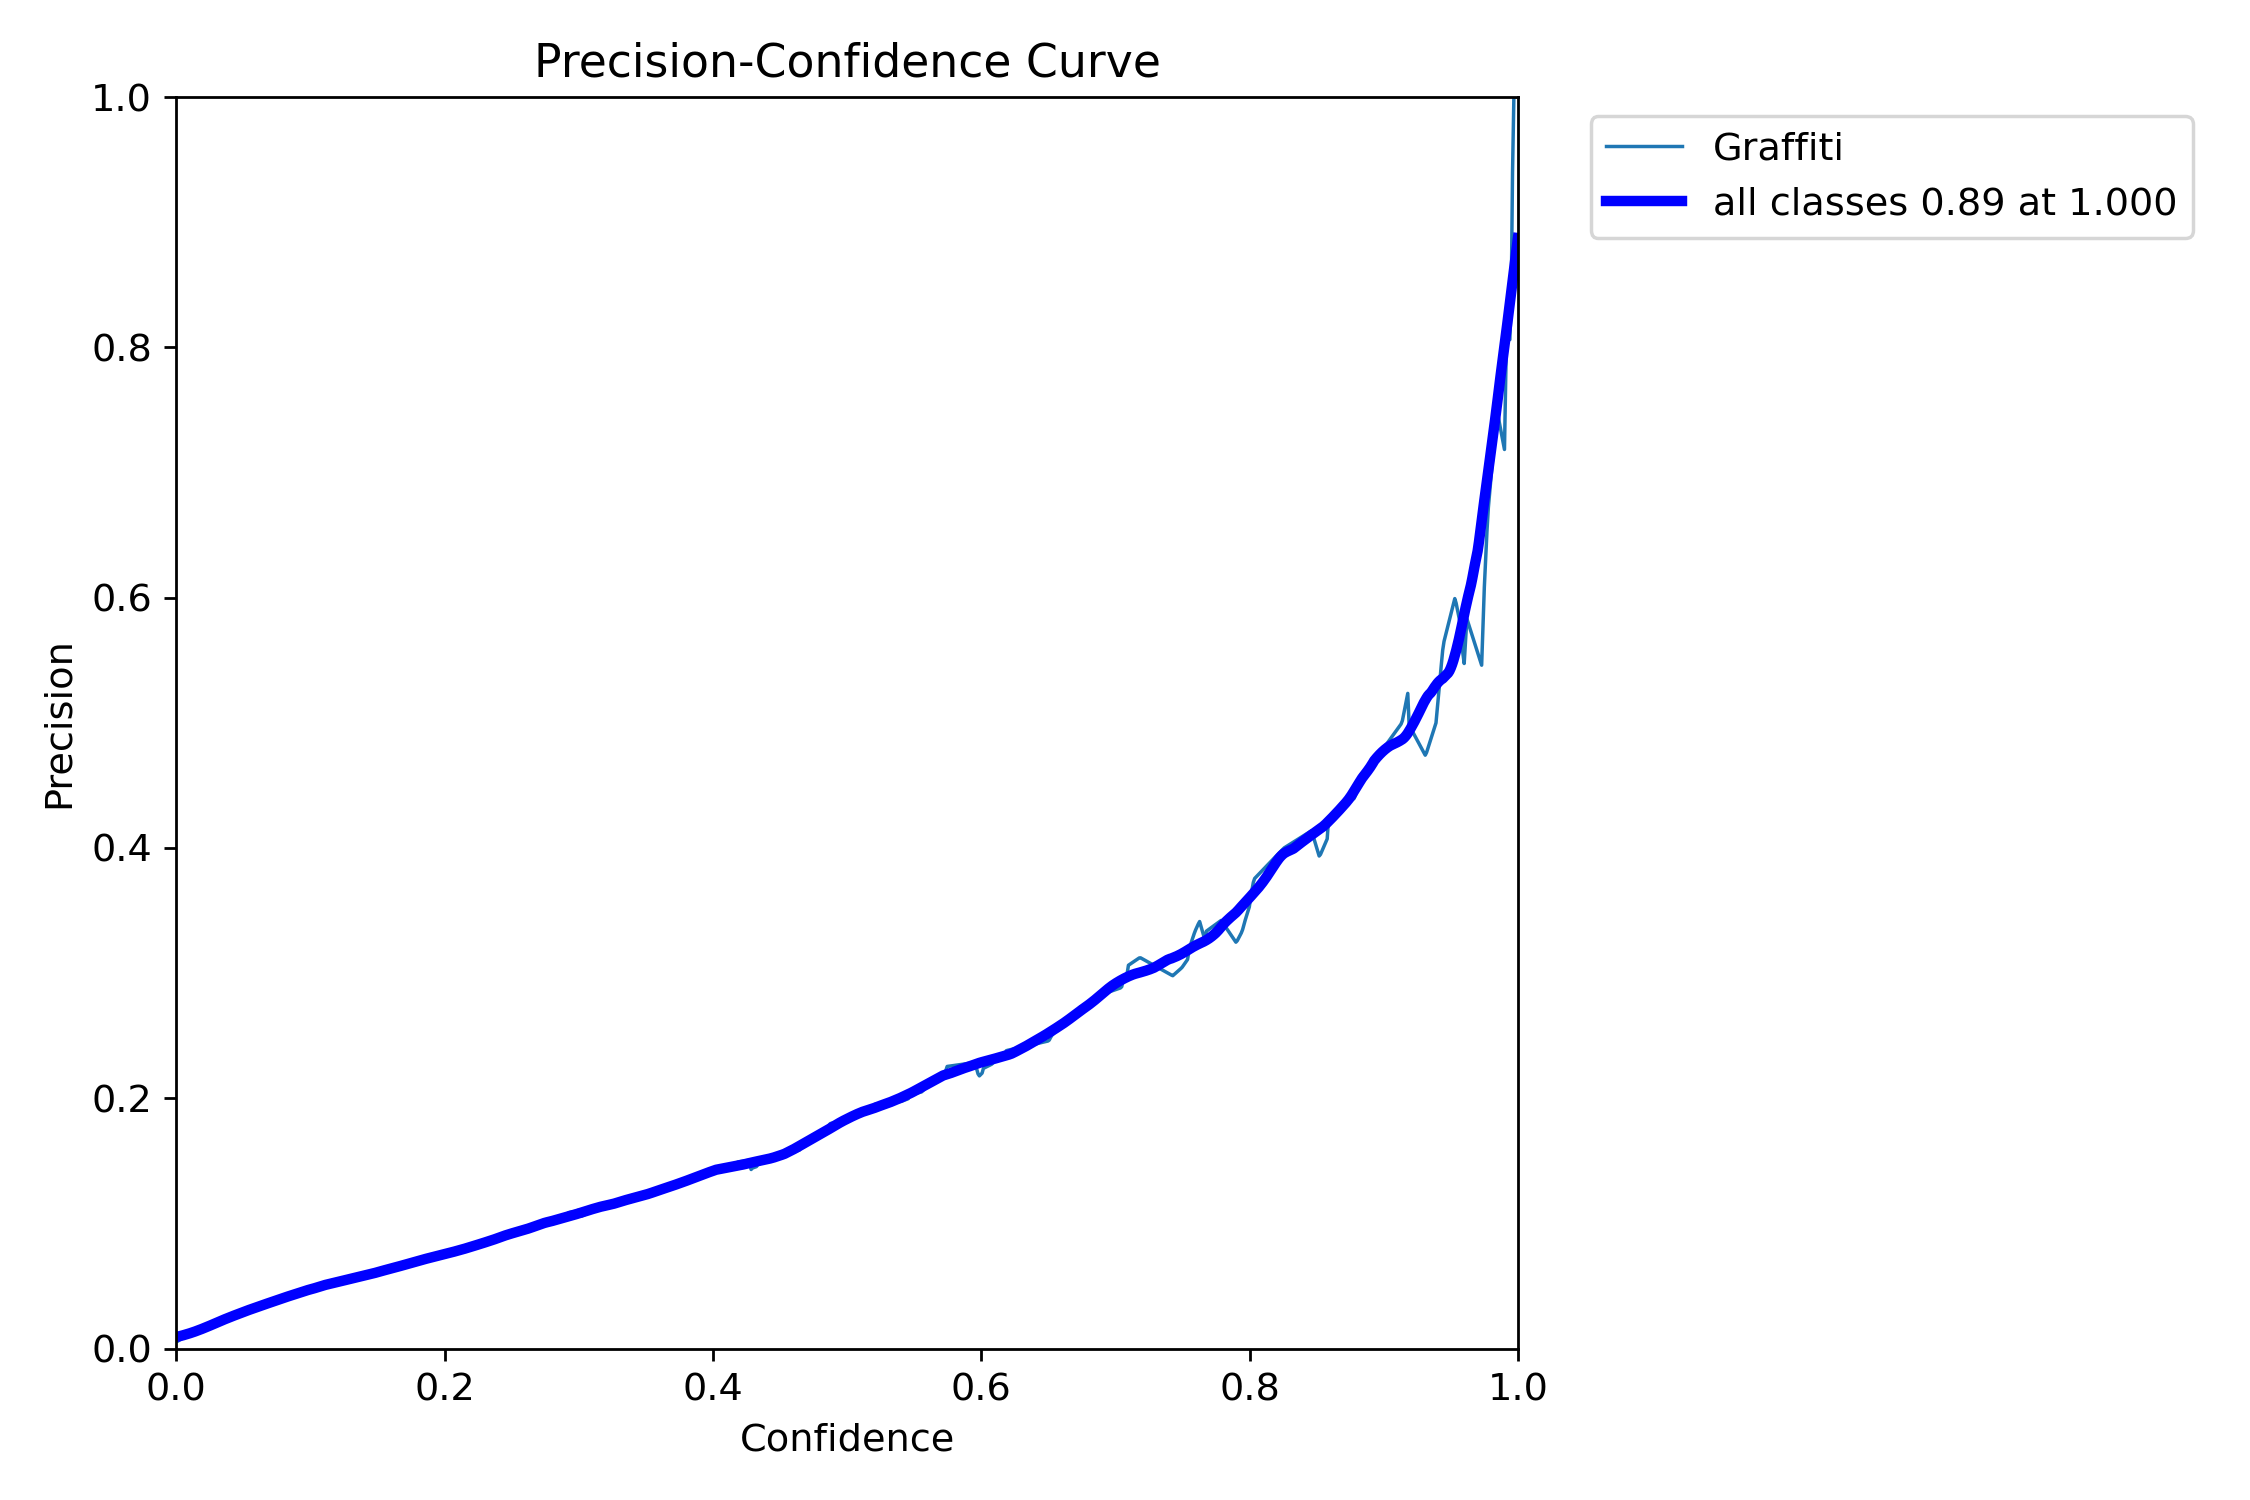 Precision-Confidence Curve
1.0
0.8
0.6
0.4
0.2
0.0
Precision
0.0 0.2 0.4 0.6 0.8 1.0
Confidence
Graffiti
all classes 0.89 at 1.000